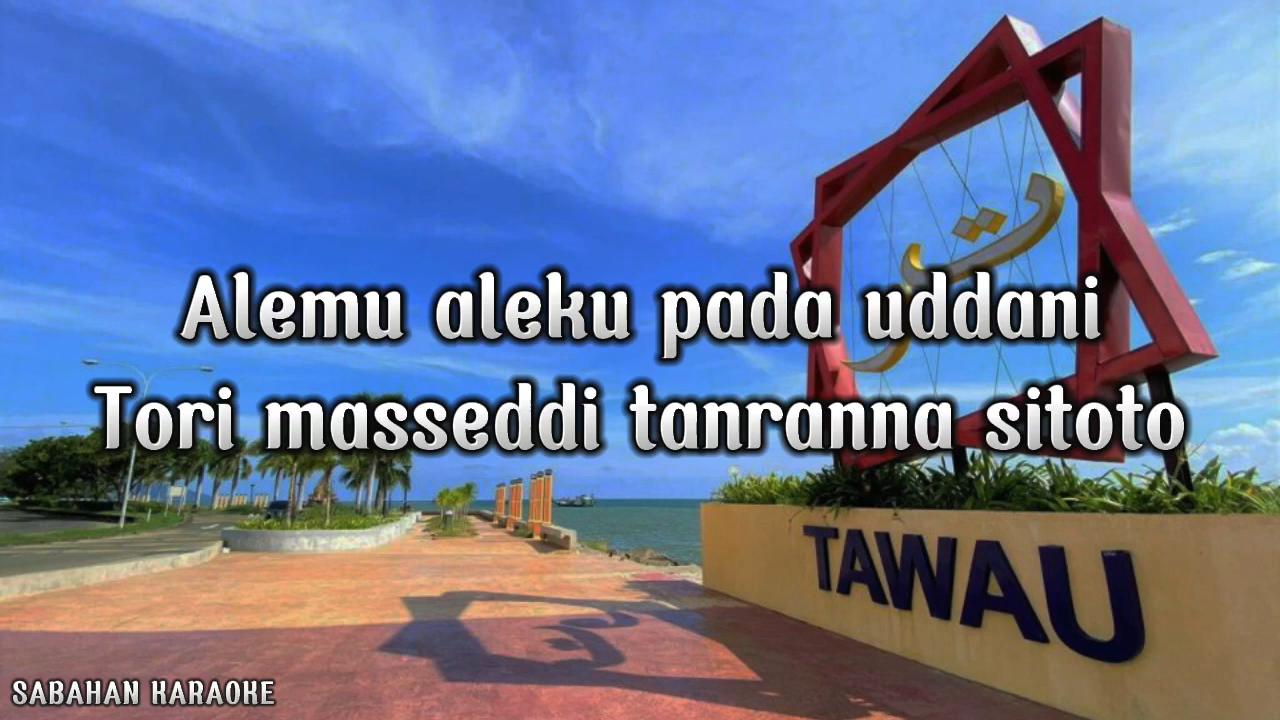 Alemu aleku pada uddani
Tori masseddi tanranna sitoto
TAWAU
SABAHAN KARAOKE